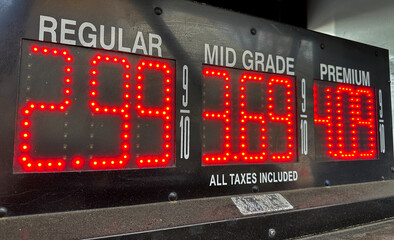 REGULAR MID GRADE PREMIUM
2.99 9/10 3.69 9/10 4.09 9/10
ALL TAXES INCLUDED